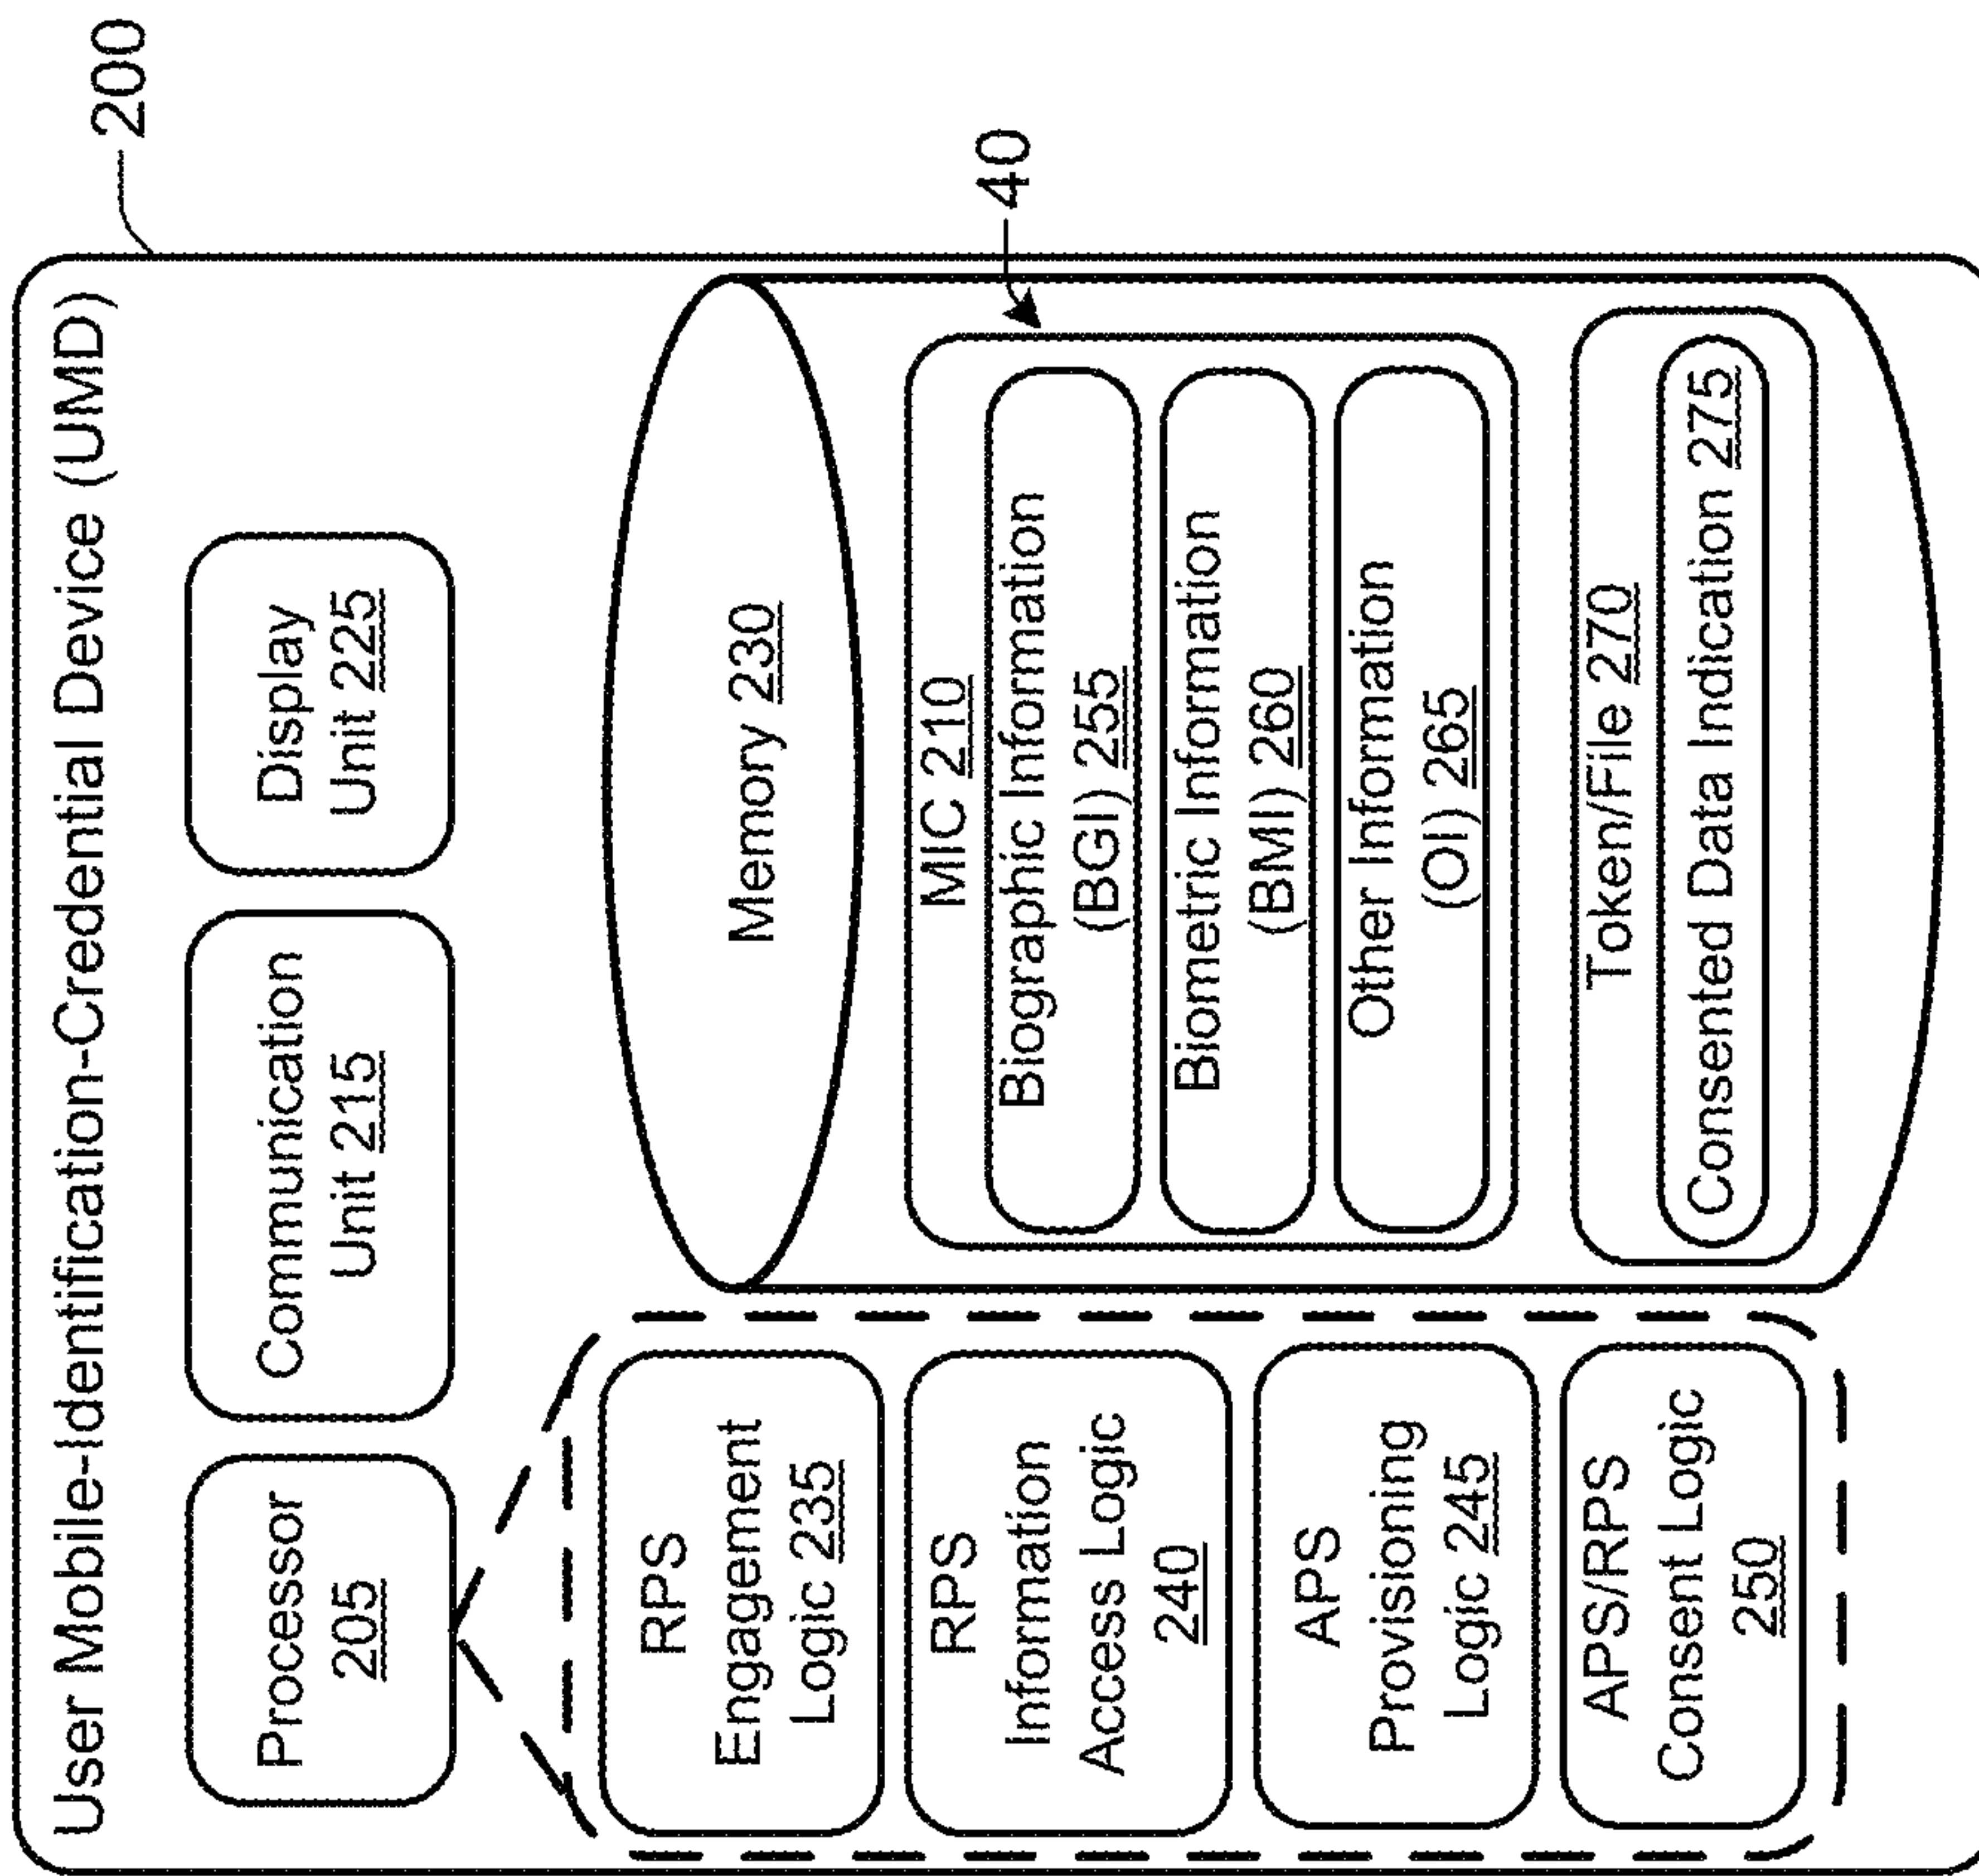 200
User Mobile-Identification-Credential Device (UMD)
Processor
205
Communication
Unit 215
Display
Unit 225
RPS
Engagement
Logic 235
RPS
Information
Access Logic
240
APS
Provisioning
Logic 245
APS/RPS
Consent Logic
250
Memory 230
40
MIC 210
Biographic Information
(BGI) 255
Biometric Information
(BMI) 260
Other Information
(OI) 265
Token/File 270
Consented Data Indication 275